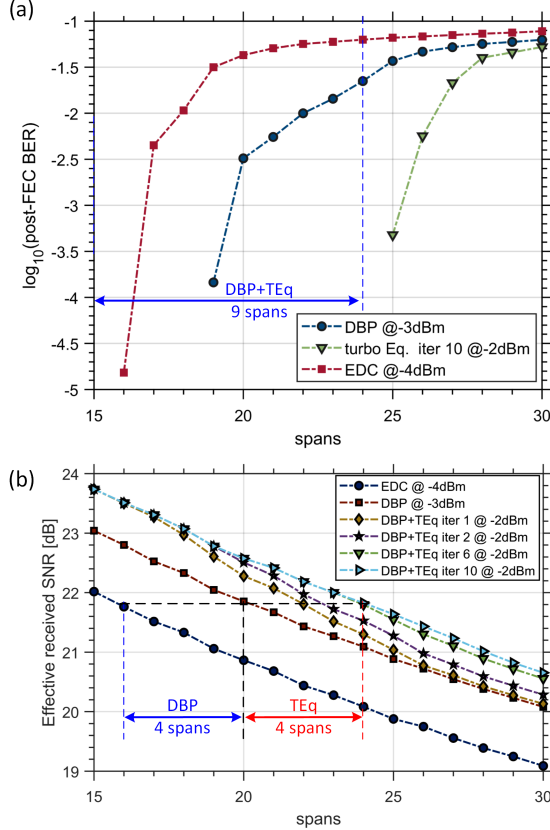 (a)
-1
-1.5
-2
-2.5
-3
-3.5
-4
-4.5
-5
log10(post-FEC BER)
DBP+TEq
9 spans
DBP @-3dBm
turbo Eq. iter 10 @-2dBm
EDC @-4dBm
15 20 25 30
spans
(b)
24
23
22
21
20
19
Effective received SNR [dB]
EDC @ -4dBm
DBP @ -3dBm
DBP+TEq iter 1 @ -2dBm
DBP+TEq iter 2 @ -2dBm
DBP+TEq iter 6 @ -2dBm
DBP+TEq iter 10 @ -2dBm
DBP
4 spans
TEq
4 spans
15 20 25 30
spans